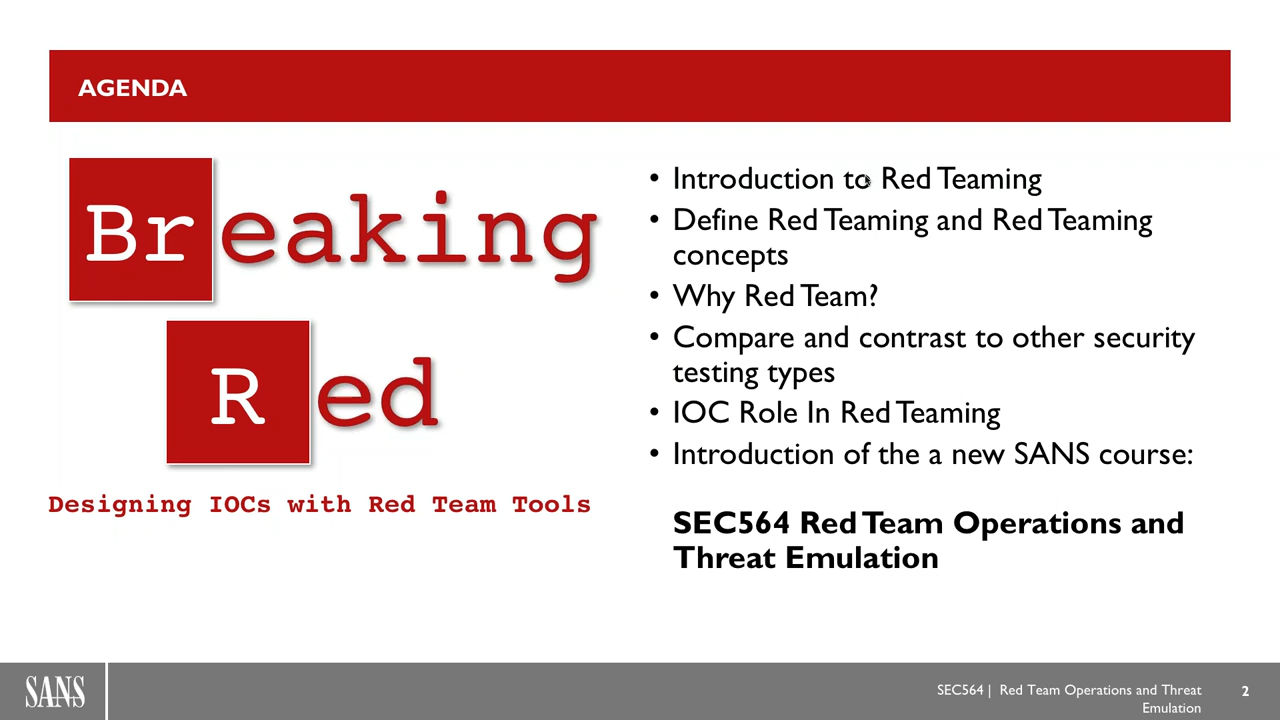 AGENDA
Breaking
Red
Designing IOCs with Red Team Tools
• Introduction to Red Teaming
• Define Red Teaming and Red Teaming
concepts
• Why Red Team?
• Compare and contrast to other security
testing types
• IOC Role In Red Teaming
• Introduction of the a new SANS course:
SEC564 Red Team Operations and
Threat Emulation
SANS
SEC564 | Red Team Operations and Threat
Emulation
2